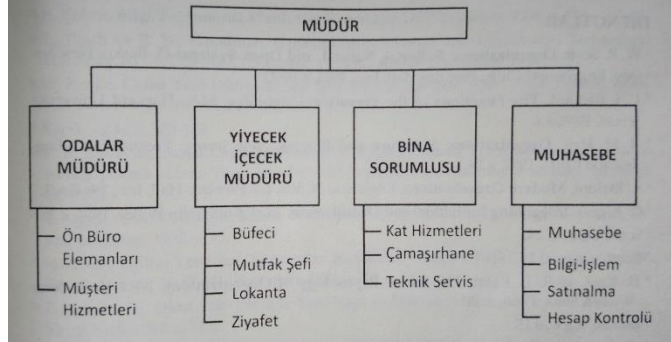 MÜDÜR
ODALAR
MÜDÜRÜ
Ön Büro
Elemanları
Müşteri
Hizmetleri
YİYECEK
İÇECEK
MÜDÜRÜ
Büfeci
Mutfak Şefi
Lokanta
Ziyafet
BİNA
SORUMLUSU
Kat Hizmetleri
Çamaşırhane
Teknik Servis
MUHASEBE
Muhasebe
Bilgi-İşlem
Satınalma
Hesap Kontrolü